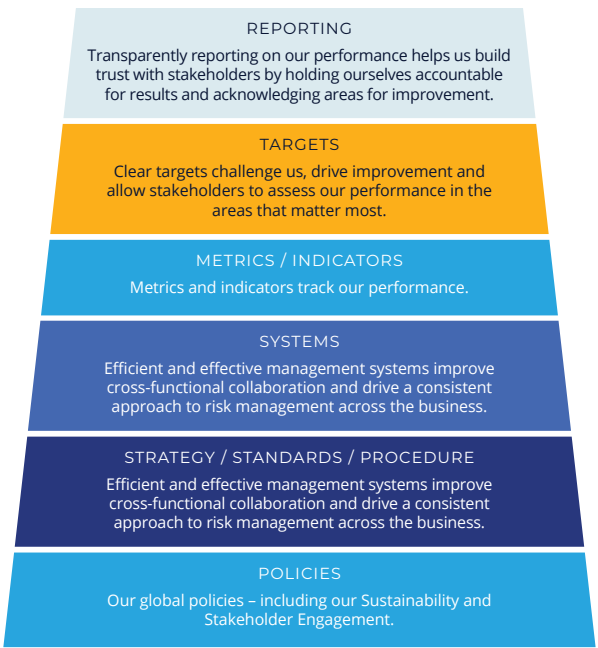 REPORTING
Transparently reporting on our performance helps us build
trust with stakeholders by holding ourselves accountable
for results and acknowledging areas for improvement.
TARGETS
Clear targets challenge us, drive improvement and
allow stakeholders to assess our performance in the
areas that matter most.
METRICS / INDICATORS
Metrics and indicators track our performance.
SYSTEMS
Efficient and effective management systems improve
cross-functional collaboration and drive a consistent
approach to risk management across the business.
STRATEGY / STANDARDS / PROCEDURE
Efficient and effective management systems improve
cross-functional collaboration and drive a consistent
approach to risk management across the business.
POLICIES
Our global policies – including our Sustainability and
Stakeholder Engagement.